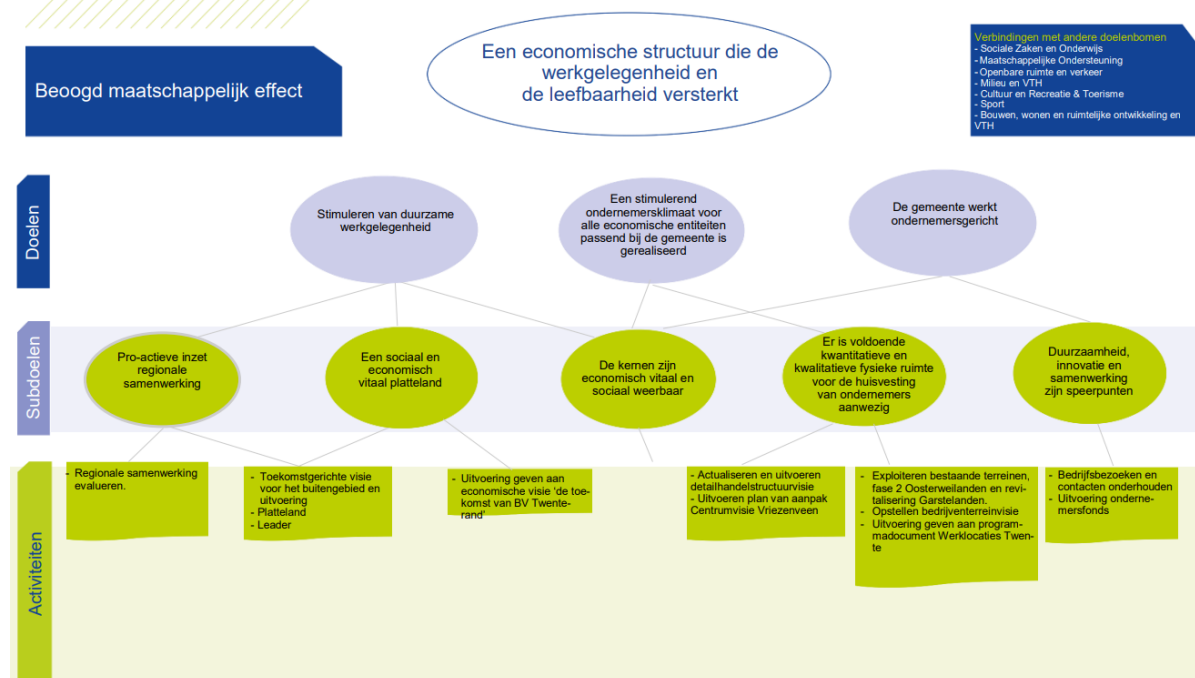 Beoogd maatschappelijk effect
Een economische structuur die de
werkgelegenheid en
de leefbaarheid versterkt
Verbindingen met andere doelenbomen
- Sociale Zaken en Onderwijs
- Maatschappelijke Ondersteuning
- Openbare ruimte en verkeer
- Milieu en VTH
- Cultuur en Recreatie & Toerisme
- Sport
- Bouwen, wonen en ruimtelijke ontwikkeling en
VTH
Doelen
Stimuleren van duurzame
werkgelegenheid
Een stimulerend
ondernemersklimaat voor
alle economische entiteiten
passend bij de gemeente is
gerealiseerd
De gemeente werkt
ondernemersgericht
Subdoelen
Pro-actieve inzet
regionale
samenwerking
Een sociaal en
economisch
vitaal platteland
De kernen zijn
economisch vitaal en
sociaal weerbaar
Er is voldoende
kwantitatieve en
kwalitatieve fysieke ruimte
voor de huisvesting
van ondernemers
aanwezig
Duurzaamheid,
innovatie en
samenwerking
zijn speerpunten
Activiteiten
- Regionale samenwerking
evalueren.
- Toekomstgerichte visie
voor het buitengebied en
uitvoering
- Platteland
- Leader
- Uitvoering geven aan
economische visie 'de toe-
komst van BV Twente-
rand'
- Actualiseren en uitvoeren
detailhandelstructuurvisie
- Uitvoeren plan van aanpak
Centrumvisie Vriezenveen
- Exploiteren bestaande terreinen,
fase 2 Oosterweilanden en revi-
talisering Garstelanden.
- Opstellen bedrijventerreinvisie
- Uitvoering geven aan program-
madocument Werklocaties Twen-
te
- Bedrijfsbezoeken en
contacten onderhouden
- Uitvoering onderne-
mersfonds